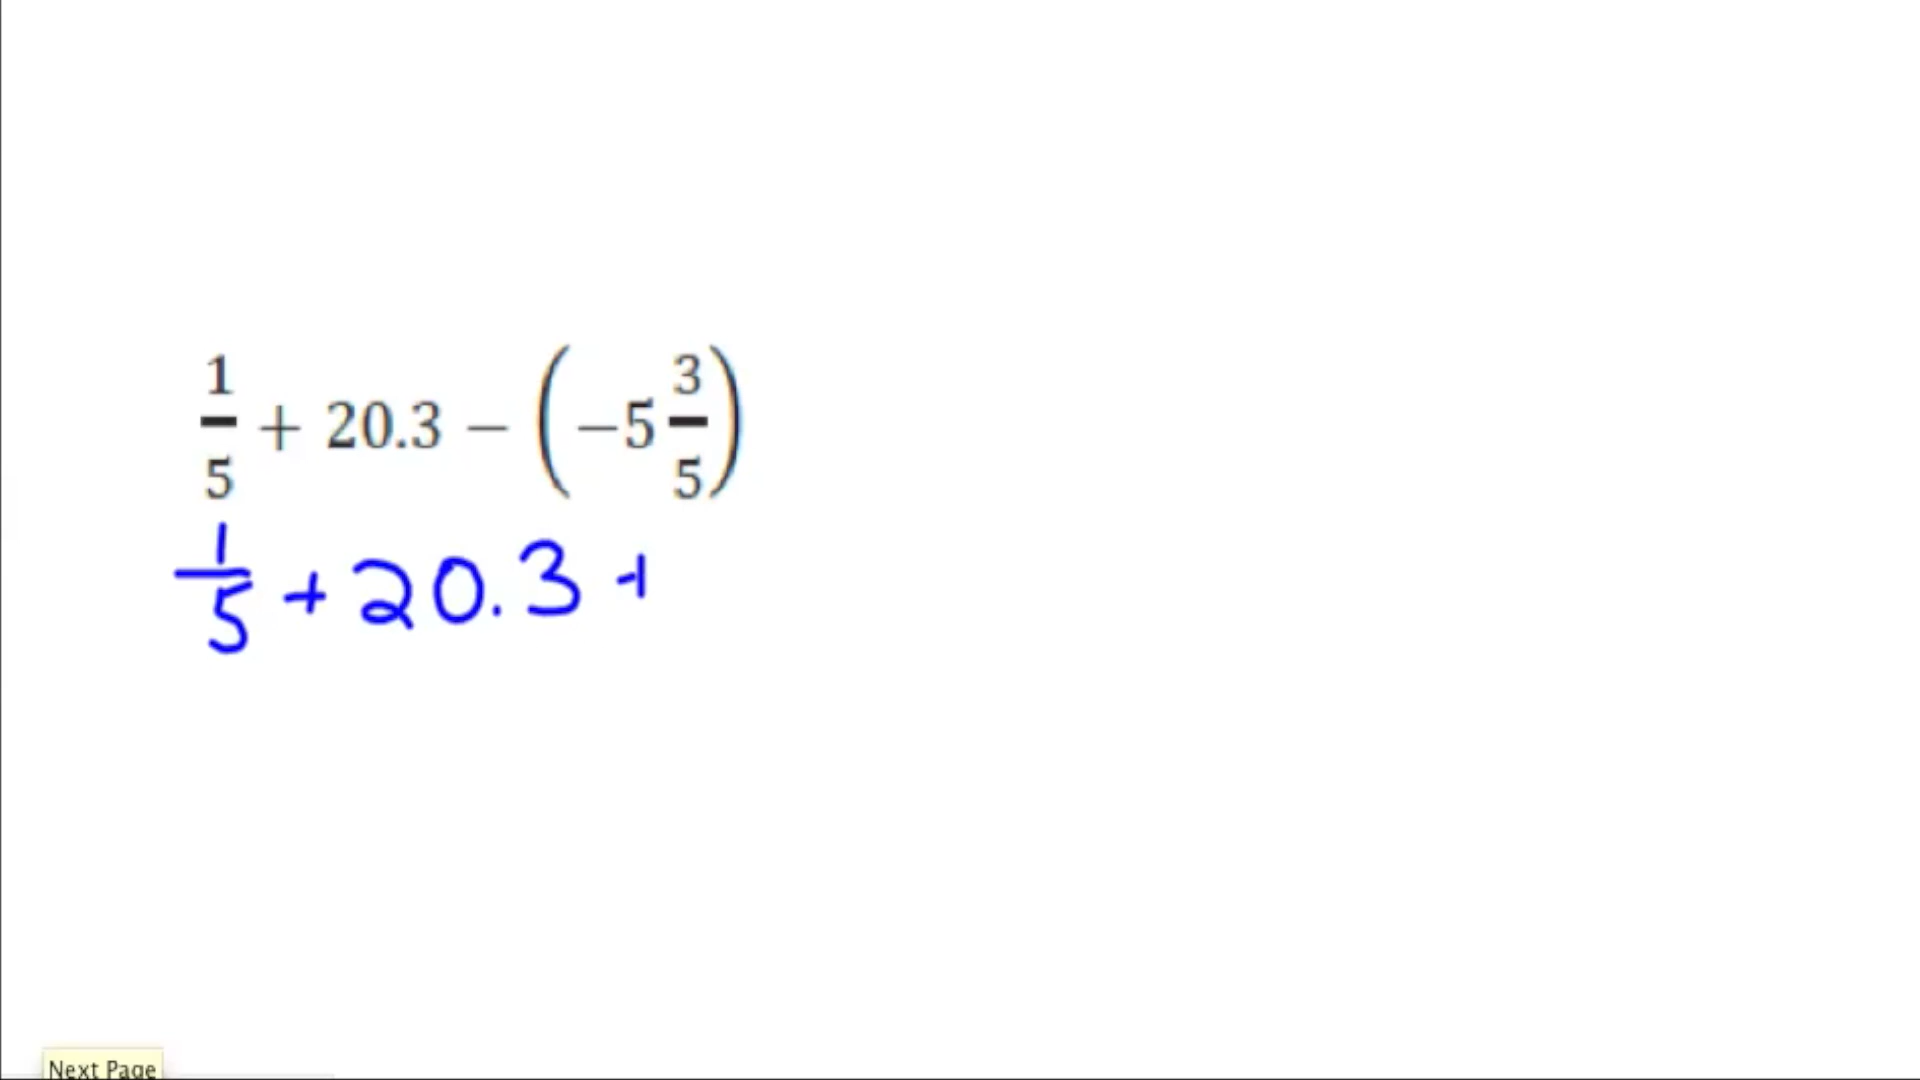 1/5 + 20.3 − (−5 3/5)
1/5 + 20.3 +
Next Page